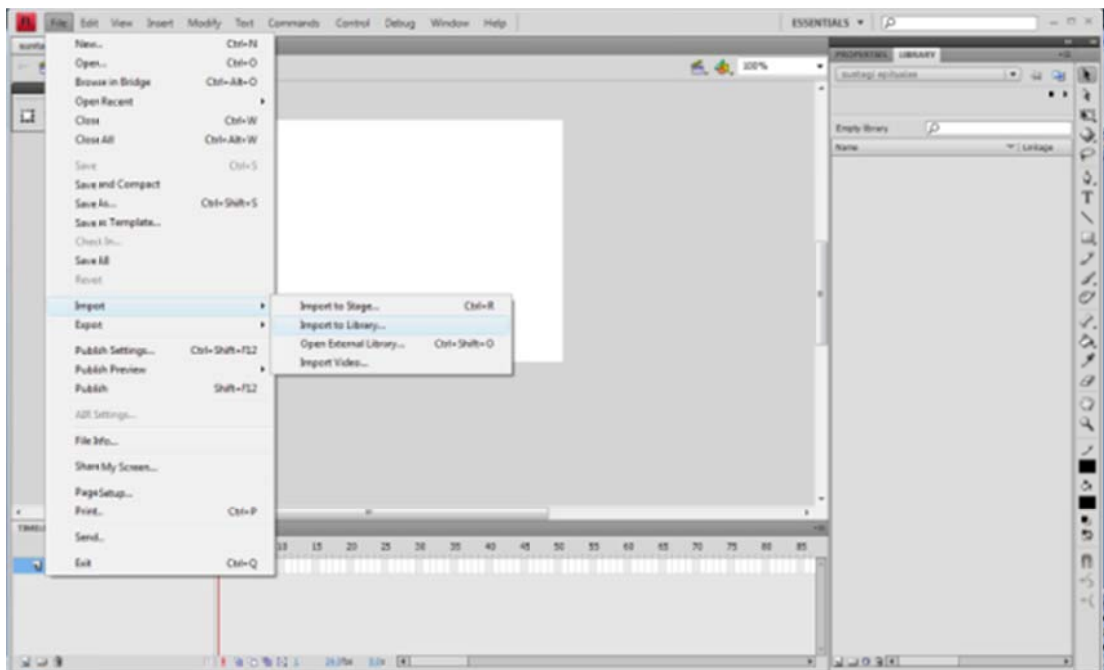 FL File Edit View Insert Modify Text Commands Control Debug Window Help ESSENTIALS
100%
New... Ctrl+N
Open... Ctrl+O
Browse in Bridge Ctrl+Alt+O
Open Recent
Close Ctrl+W
Close All Ctrl+Alt+W
Save Ctrl+S
Save and Compact
Save As... Ctrl+Shift+S
Save as Template...
Check In...
Save All
Revert
Import
Export
Publish Settings... Ctrl+Shift+F12
Publish Preview
Publish Shift+F12
AIR Settings...
File Info...
Share My Screen...
Page Setup...
Print... Ctrl+P
Send...
Exit Ctrl+Q
Import to Stage... Ctrl+R
Import to Library...
Open External Library... Ctrl+Shift+O
Import Video...
PROPERTIES LIBRARY
Empty library
Name Linkage
10 15 20 25 30 35 40 45 50 55 60 65 70 75 80 85
1